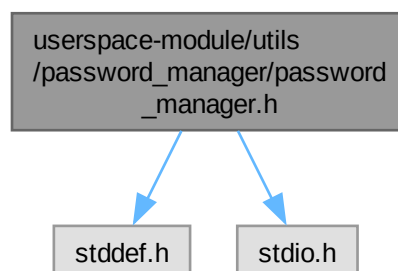 userspace-module/utils
/password_manager/password
_manager.h
stddef.h
stdio.h